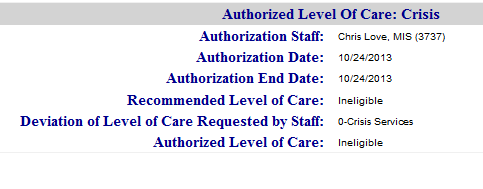 Authorized Level Of Care: Crisis
Authorization Staff: Chris Love, MIS (3737)
Authorization Date: 10/24/2013
Authorization End Date: 10/24/2013
Recommended Level of Care: Ineligible
Deviation of Level of Care Requested by Staff: 0-Crisis Services
Authorized Level of Care: Ineligible